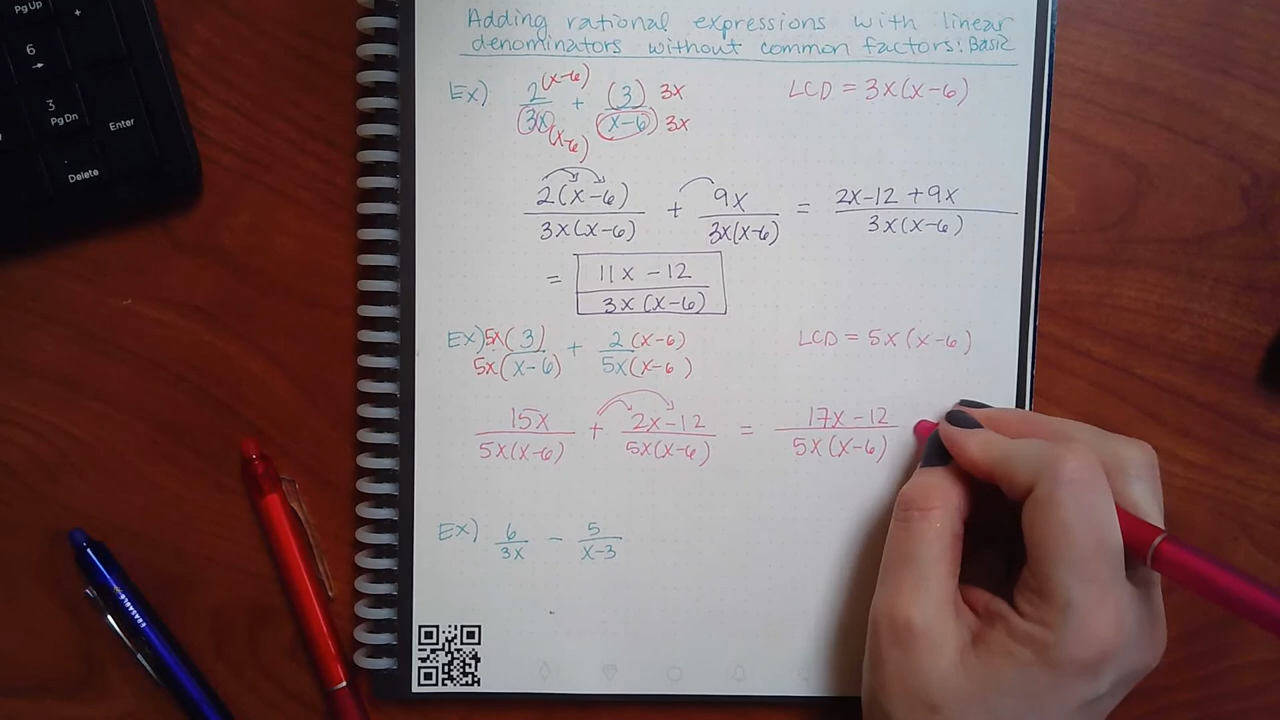 PgUp
+
6
→
3
PgDn
Enter
Delete
Adding rational expressions with linear
denominators without common factors: Basic
Ex) 2(x-6)/3x(x-6) + (3)3x/(x-6)3x LCD = 3x(x-6)
2(x-6)/3x(x-6) + 9x/3x(x-6) = 2x-12+9x/3x(x-6)
= 11x-12/3x(x-6)
Ex) 5x(3)/5x(x-6) + 2(x-6)/5x(x-6) LCD = 5x(x-6)
15x/5x(x-6) + 2x-12/5x(x-6) = 17x-12/5x(x-6)
Ex) 6/3x - 5/x-3
ERASABLE